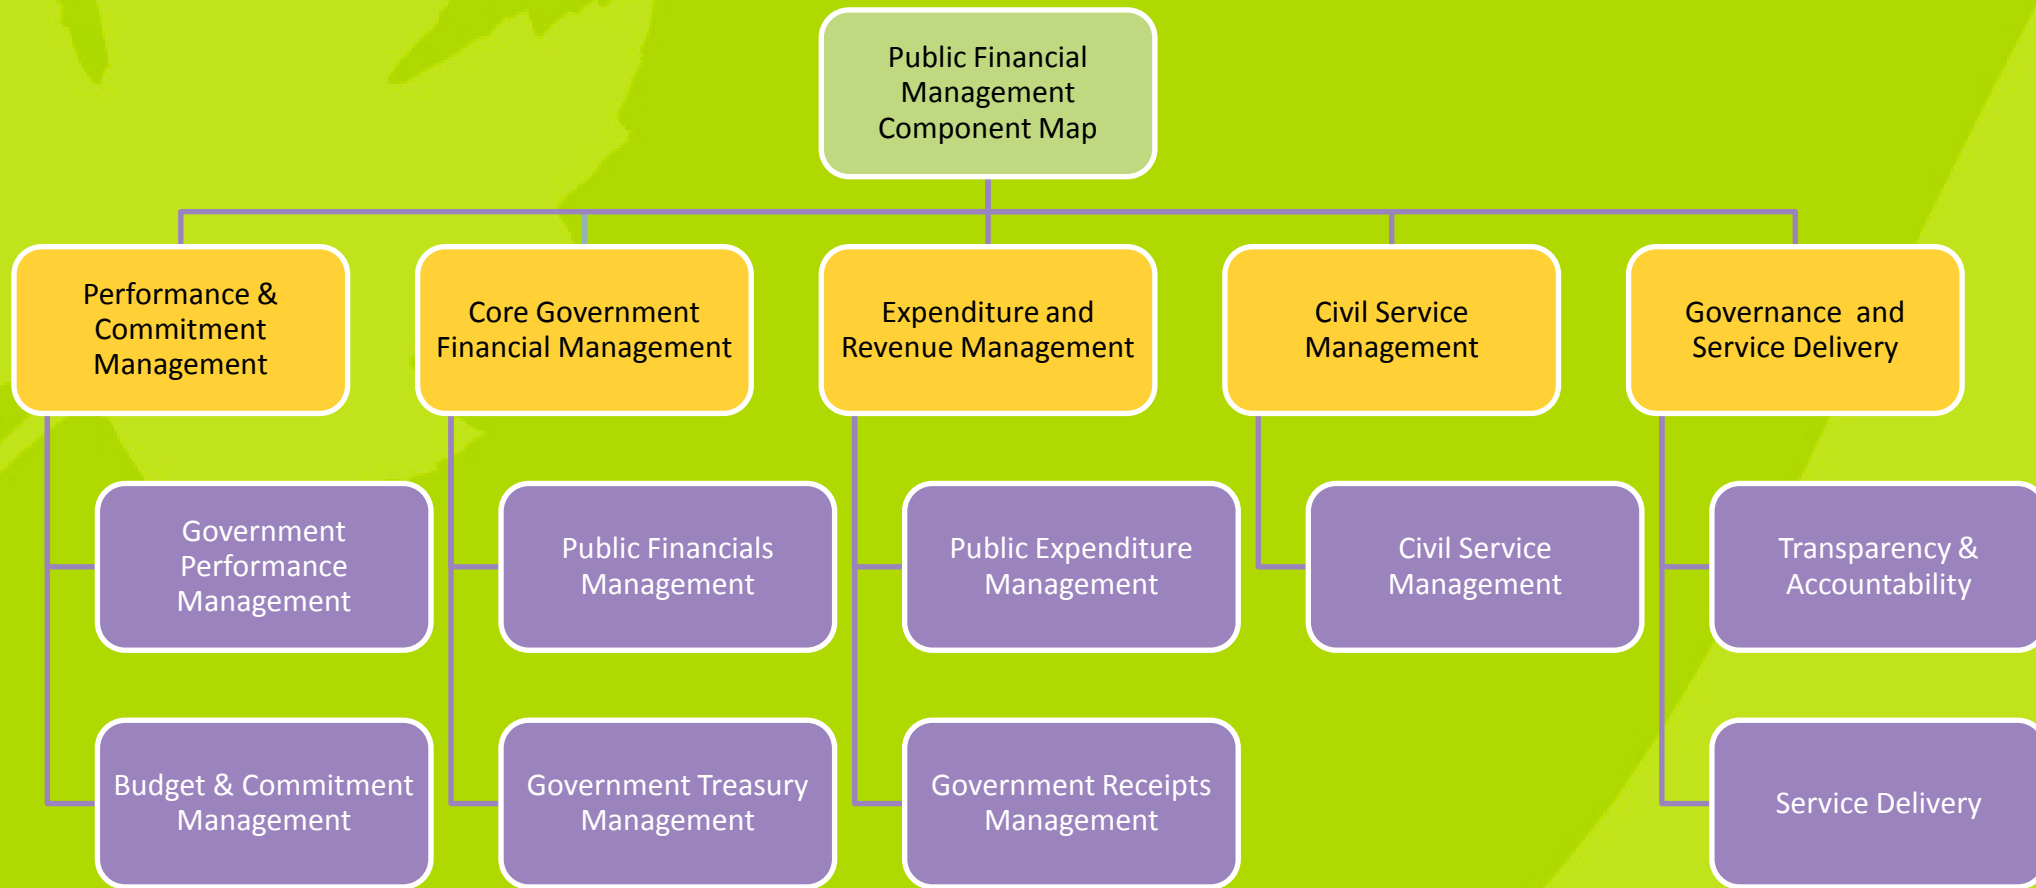 Public Financial
Management
Component Map
Performance &
Commitment
Management
Core Government
Financial Management
Expenditure and
Revenue Management
Civil Service
Management
Governance and
Service Delivery
Government
Performance
Management
Public Financials
Management
Public Expenditure
Management
Civil Service
Management
Transparency &
Accountability
Budget & Commitment
Management
Government Treasury
Management
Government Receipts
Management
Service Delivery